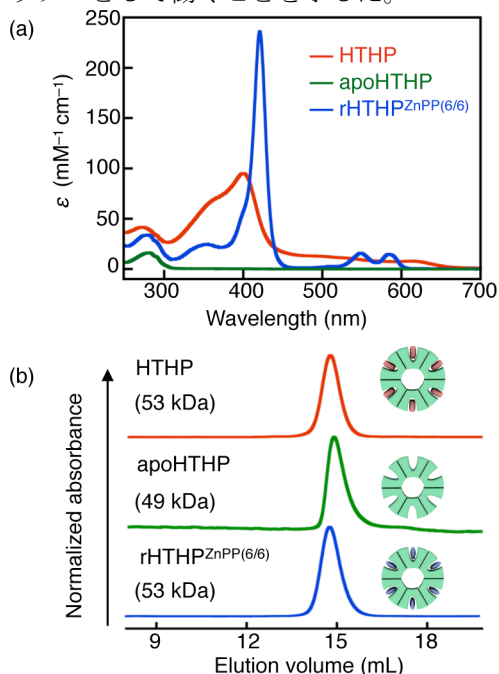 (a)
ε (mM⁻¹ cm⁻¹)
250
200
150
100
50
0
HTHP
apoHTHP
rHTHP^ZnPP(6/6)
300
400
500
600
700
Wavelength (nm)
(b)
Normalized absorbance
HTHP
(53 kDa)
apoHTHP
(49 kDa)
rHTHP^ZnPP(6/6)
(53 kDa)
9
12
15
18
Elution volume (mL)